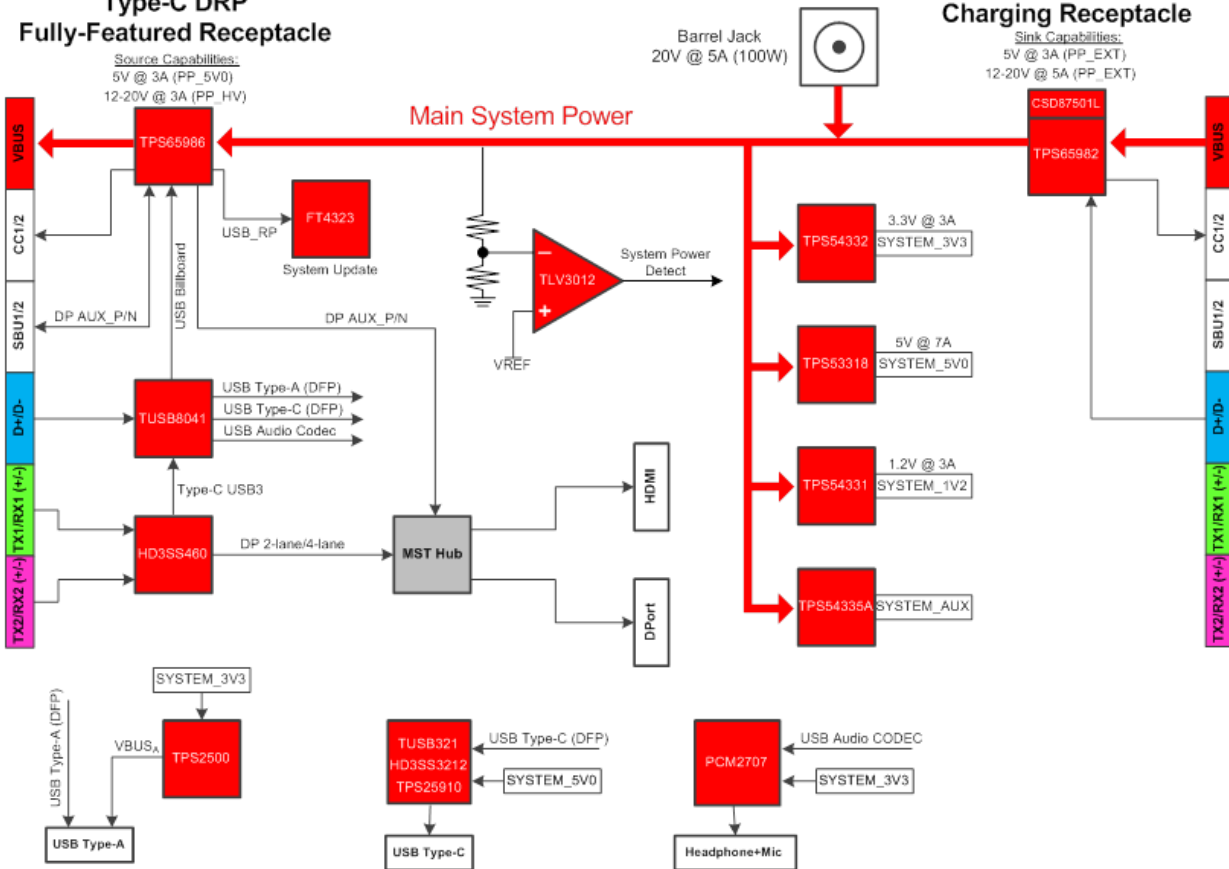 Type-C DRP
Fully-Featured Receptacle
Source Capabilities:
5V @ 3A (PP_5V0)
12-20V @ 3A (PP_HV)
Barrel Jack
20V @ 5A (100W)
Charging Receptacle
Sink Capabilities:
5V @ 3A (PP_EXT)
12-20V @ 5A (PP_EXT)
Main System Power
VBUS
CC1/2
SBU1/2
D+/D-
TX1/RX1 (+/-)
TX2/RX2 (+/-)
TPS65986
USB_RP
FT4323
System Update
USB Billboard
DP AUX_P/N
DP AUX_P/N
TUSB8041
USB Type-A (DFP)
USB Type-C (DFP)
USB Audio Codec
Type-C USB3
HD3SS460
DP 2-lane/4-lane
MST Hub
HDMI
DPort
TLV3012
VREF
System Power
Detect
TPS54332
3.3V @ 3A
SYSTEM_3V3
TPS53318
5V @ 7A
SYSTEM_5V0
TPS54331
1.2V @ 3A
SYSTEM_1V2
TPS54335A
SYSTEM_AUX
CSD87501L
TPS65982
VBUS
CC1/2
SBU1/2
D+/D-
TX1/RX1 (+/-)
TX2/RX2 (+/-)
USB Type-A (DFP)
SYSTEM_3V3
VBUSA
TPS2500
USB Type-A
TUSB321
HD3SS3212
TPS25910
USB Type-C (DFP)
SYSTEM_5V0
USB Type-C
PCM2707
USB Audio CODEC
SYSTEM_3V3
Headphone+Mic